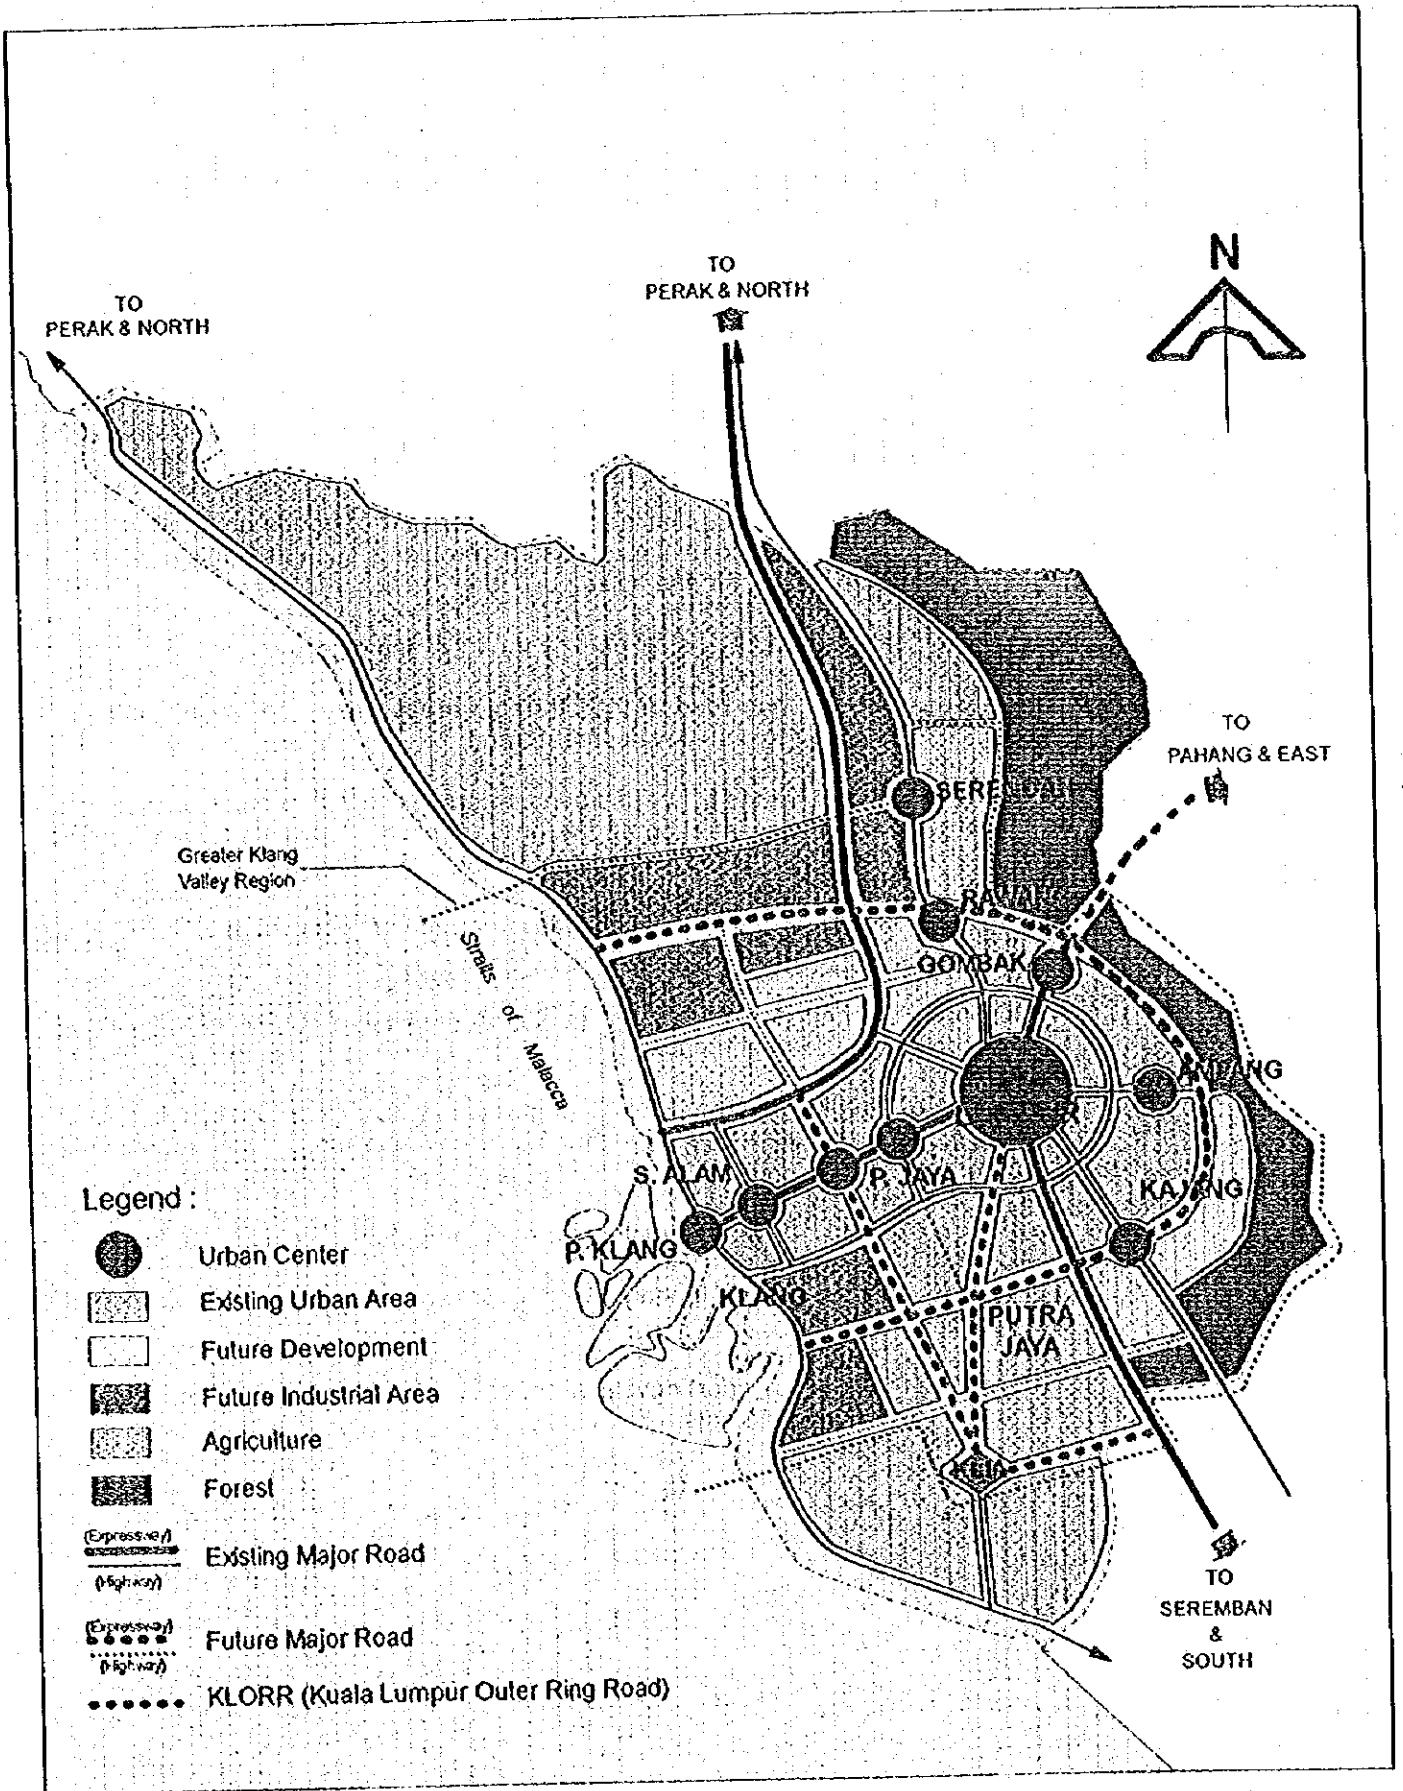 N
TO
PERAK & NORTH
TO
PERAK & NORTH
TO
PAHANG & EAST
Greater Klang
Valley Region
Straits of Malacca
GOMBAK
AMPANG
S. ALAM
P. JAYA
KAJANG
P. KLANG
KLANG
PUTRA
JAYA
KLIA
Legend :
Urban Center
Existing Urban Area
Future Development
Future Industrial Area
Agriculture
Forest
(Expressway)
Existing Major Road
(Highway)
(Expressway)
Future Major Road
(Highway)
KLORR (Kuala Lumpur Outer Ring Road)
TO
SEREMBAN
&
SOUTH